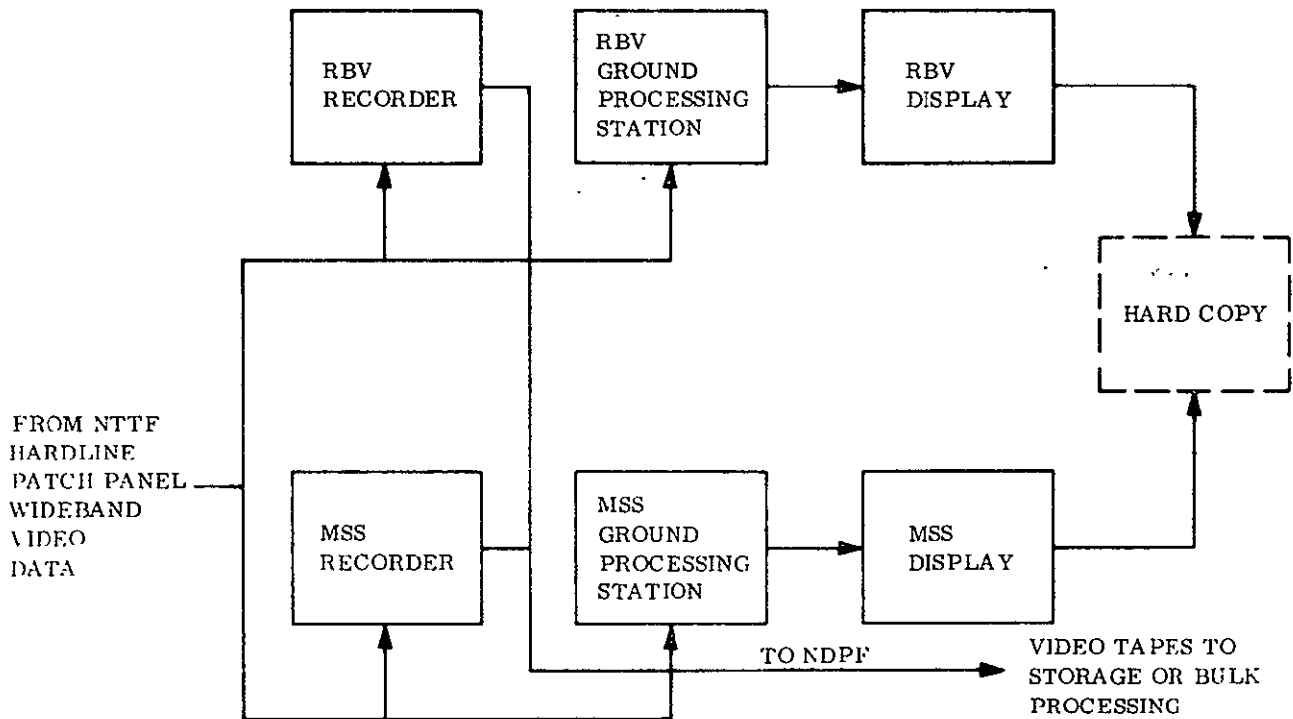 RBV
RECORDER
RBV
GROUND
PROCESSING
STATION
RBV
DISPLAY
HARD COPY
FROM NTTF
HARDLINE
PATCH PANEL
WIDEBAND
VIDEO
DATA
MSS
RECORDER
MSS
GROUND
PROCESSING
STATION
MSS
DISPLAY
TO NDPF
VIDEO TAPES TO
STORAGE OR BULK
PROCESSING